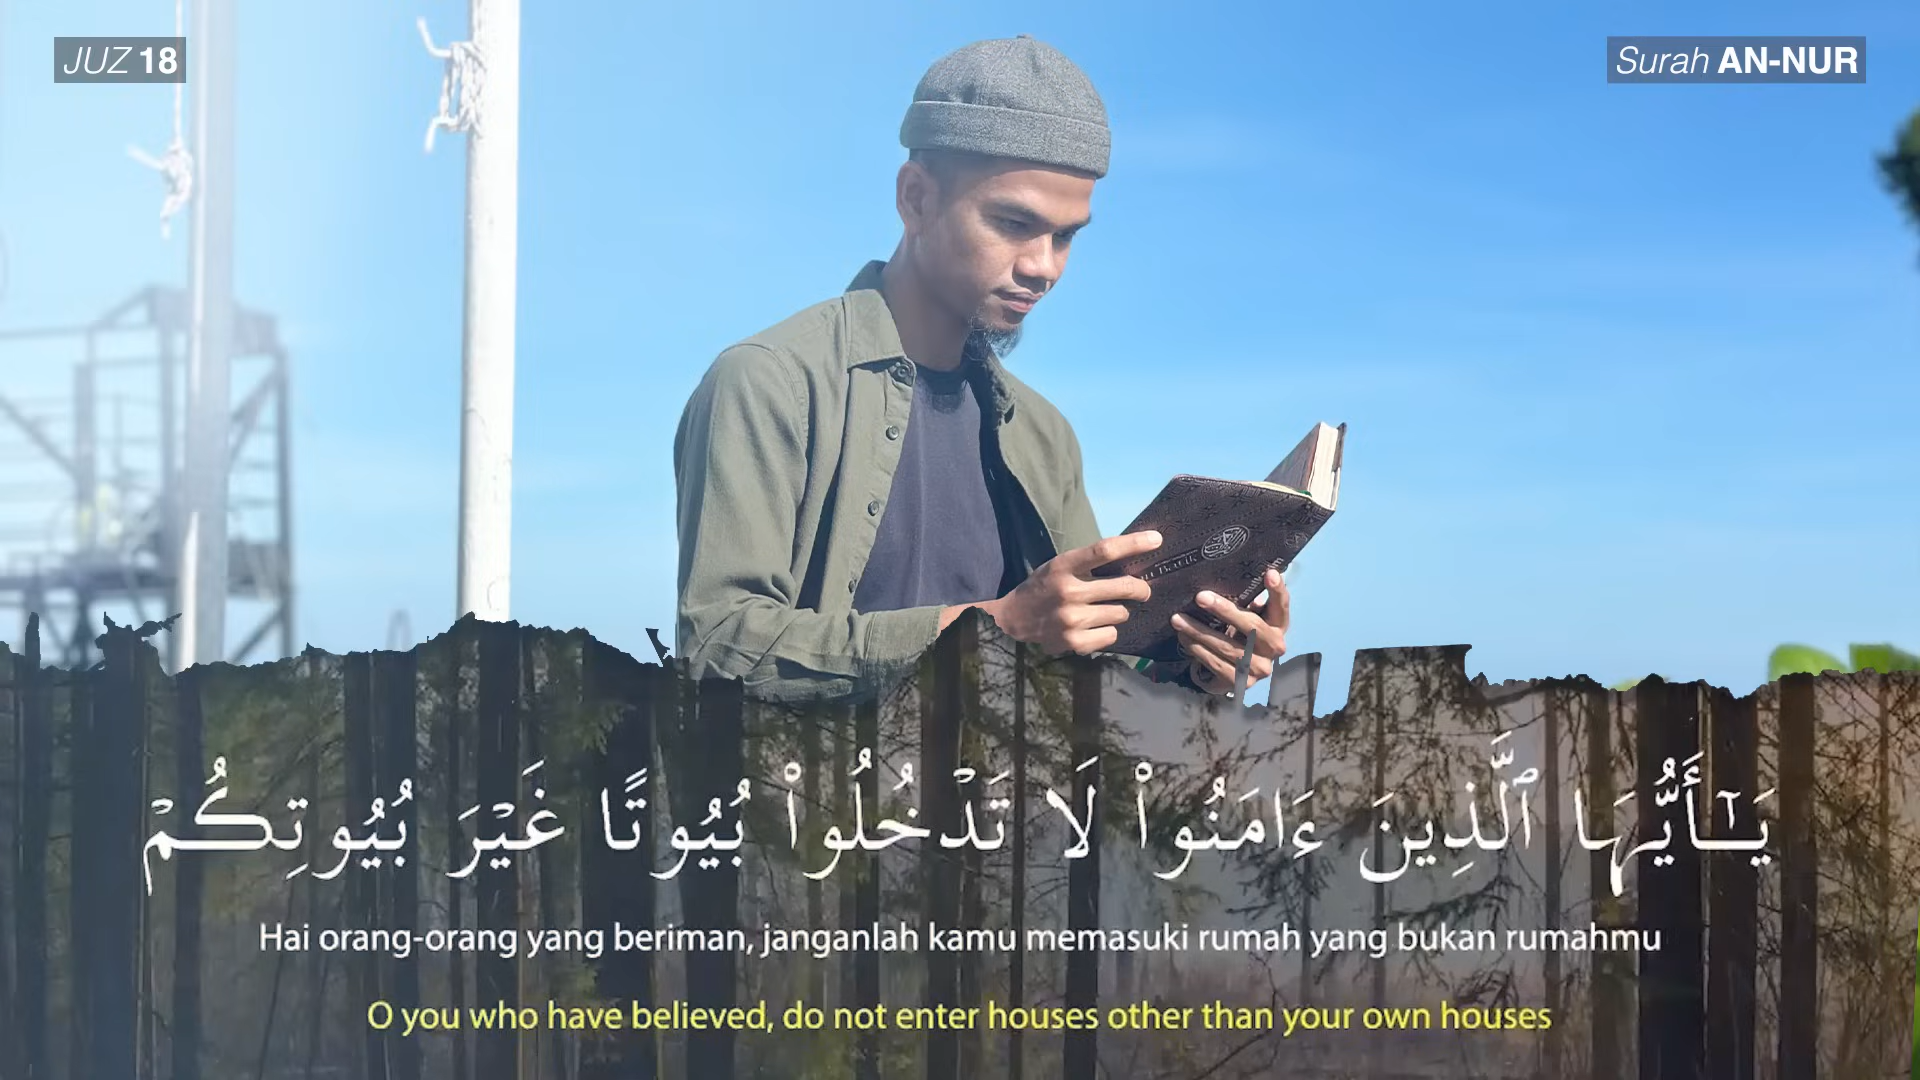 JUZ 18
Surah AN-NUR
يَـٰٓأَيُّهَا ٱلَّذِينَ ءَامَنُوا۟ لَا تَدْخُلُوا۟ بُيُوتًا غَيْرَ بُيُوتِكُمْ
Hai orang-orang yang beriman, janganlah kamu memasuki rumah yang bukan rumahmu
O you who have believed, do not enter houses other than your own houses